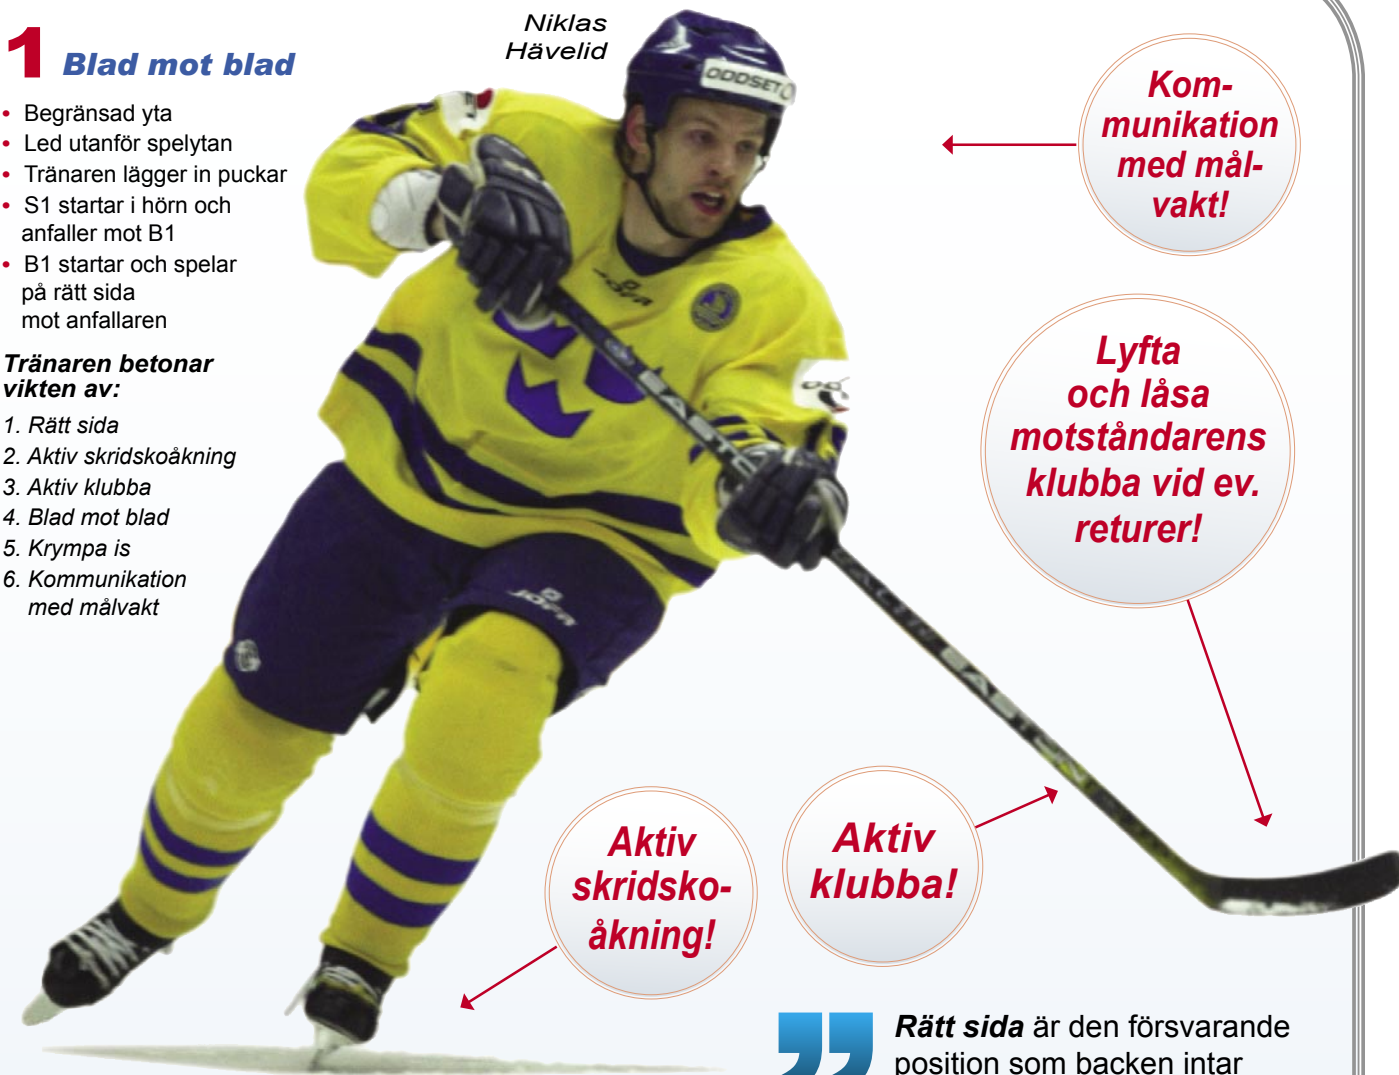 1 Blad mot blad
• Begränsad yta
• Led utanför spelytan
• Tränaren lägger in puckar
• S1 startar i hörn och
anfaller mot B1
• B1 startar och spelar
på rätt sida
mot anfallaren
Tränaren betonar
vikten av:
1. Rätt sida
2. Aktiv skridskoåkning
3. Aktiv klubba
4. Blad mot blad
5. Krympa is
6. Kommunikation
med målvakt
Niklas
Hävelid
ODDSET
JOFA
EASTON
JOFA
EASTON
Kom-
munikation
med mål-
vakt!
Lyfta
och låsa
motståndarens
klubba vid ev.
returer!
Aktiv
skridsko-
åkning!
Aktiv
klubba!
”
Rätt sida är den försvarande
position som backen intar